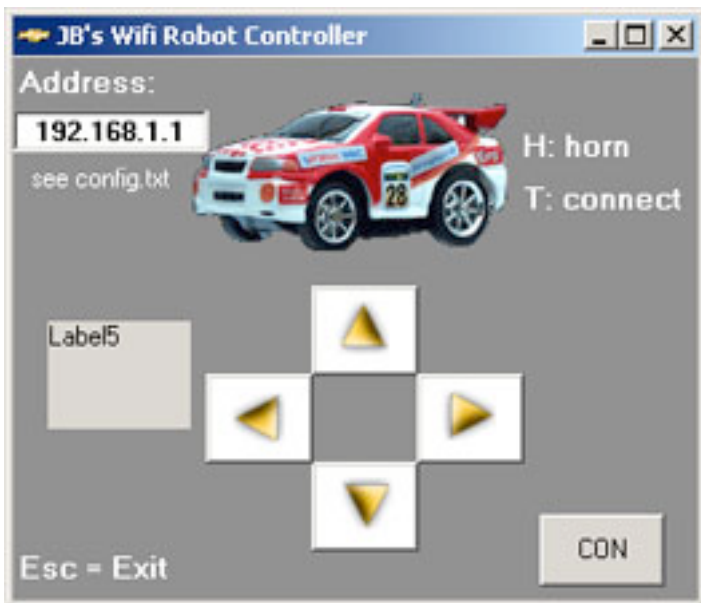 JB's Wifi Robot Controller
Address:
192.168.1.1
see config.txt
H: horn
T: connect
28
Label5
CON
Esc = Exit